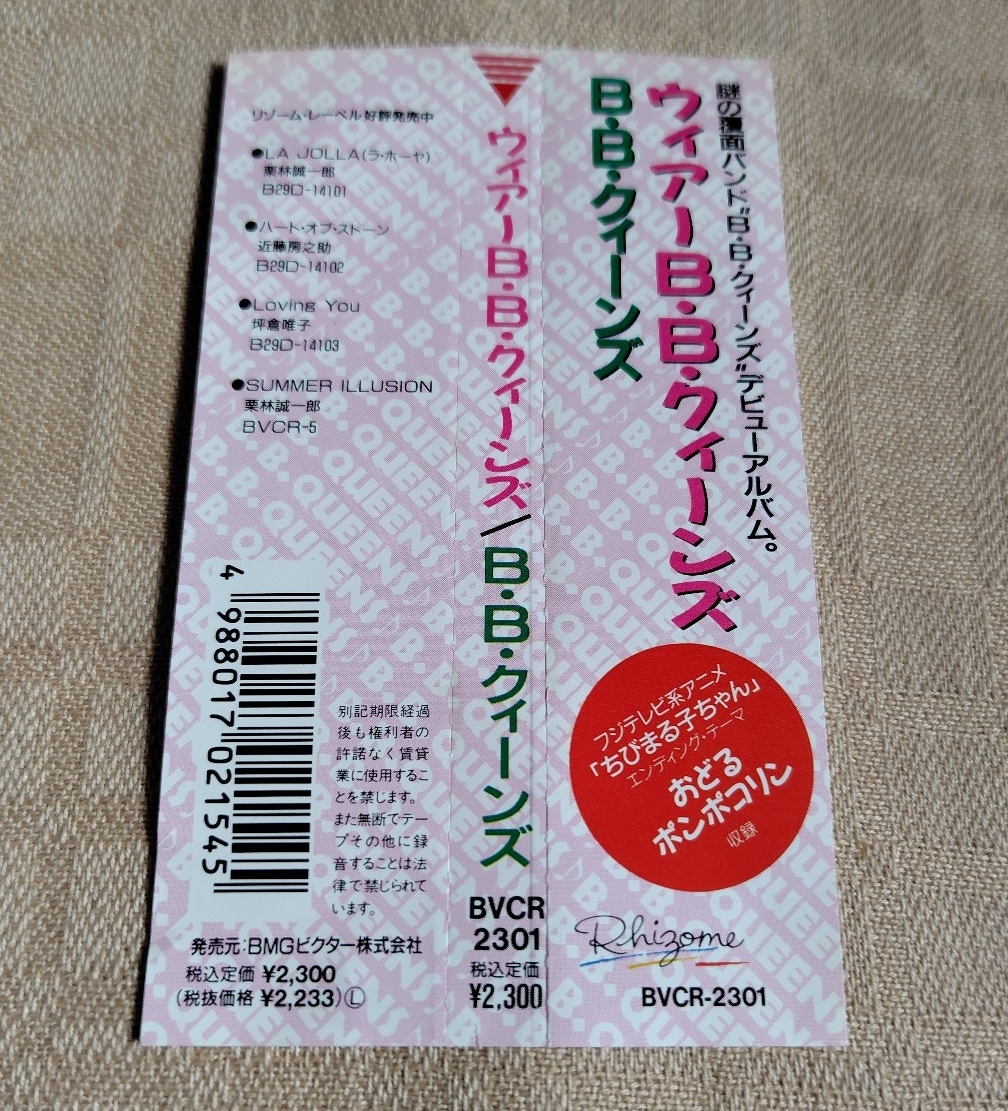 謎の覆面バンド“B・B・クィーンズ”デビューアルバム。
ウィアーB・B・クィーンズ
B・B・クィーンズ
フジテレビ系アニメ
「ちびまる子ちゃん」
エンディング・テーマ
おどる
ポンポコリン
収録
Rhizome
BVCR-2301
ウィアーB・B・クィーンズ/B・B・クィーンズ
BVCR
2301
税込定価
¥2,300
リゾーム・レーベル好評発売中
●LA JOLLA(ラ・ホーヤ)
栗林誠一郎
B29D-14101
●ハート・オブ・ストーン
近藤房之助
B29D-14102
●Loving You
坪倉唯子
B29D-14103
●SUMMER ILLUSION
栗林誠一郎
BVCR-5
4 988017 021545
別記期限経過
後も権利者の
許諾なく賃貸
業に使用するこ
とを禁じます。
また無断でテー
プその他に録
音することは法
律で禁じられて
います。
発売元:BMGビクター株式会社
税込定価 ¥2,300
(税抜価格 ¥2,233)Ⓛ
B.B.QUEENS